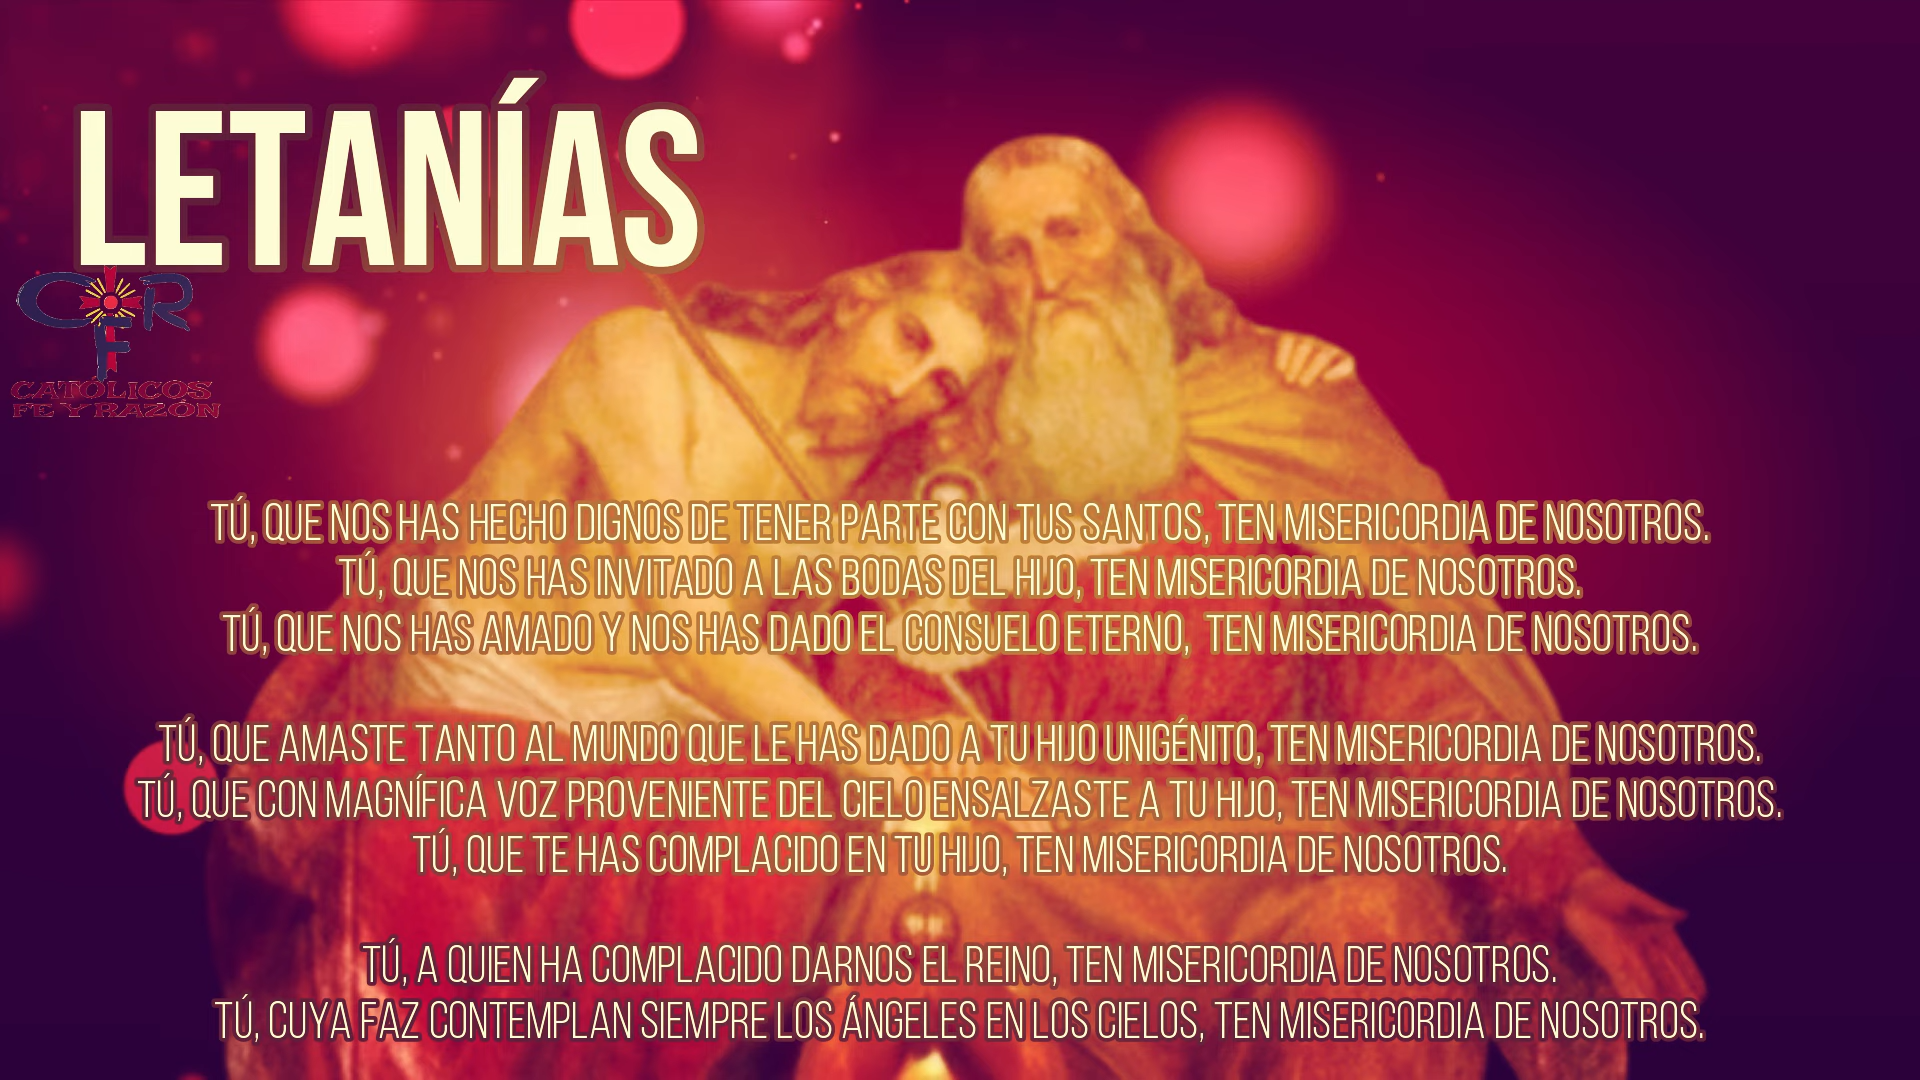 LETANÍAS
CFR
CATÓLICOS
FE Y RAZÓN
TÚ, QUE NOS HAS HECHO DIGNOS DE TENER PARTE CON TUS SANTOS, TEN MISERICORDIA DE NOSOTROS.
TÚ, QUE NOS HAS INVITADO A LAS BODAS DEL HIJO, TEN MISERICORDIA DE NOSOTROS.
TÚ, QUE NOS HAS AMADO Y NOS HAS DADO EL CONSUELO ETERNO, TEN MISERICORDIA DE NOSOTROS.
TÚ, QUE AMASTE TANTO AL MUNDO QUE LE HAS DADO A TU HIJO UNIGÉNITO, TEN MISERICORDIA DE NOSOTROS.
TÚ, QUE CON MAGNÍFICA VOZ PROVENIENTE DEL CIELO ENSALZASTE A TU HIJO, TEN MISERICORDIA DE NOSOTROS.
TÚ, QUE TE HAS COMPLACIDO EN TU HIJO, TEN MISERICORDIA DE NOSOTROS.
TÚ, A QUIEN HA COMPLACIDO DARNOS EL REINO, TEN MISERICORDIA DE NOSOTROS.
TÚ, CUYA FAZ CONTEMPLAN SIEMPRE LOS ÁNGELES EN LOS CIELOS, TEN MISERICORDIA DE NOSOTROS.